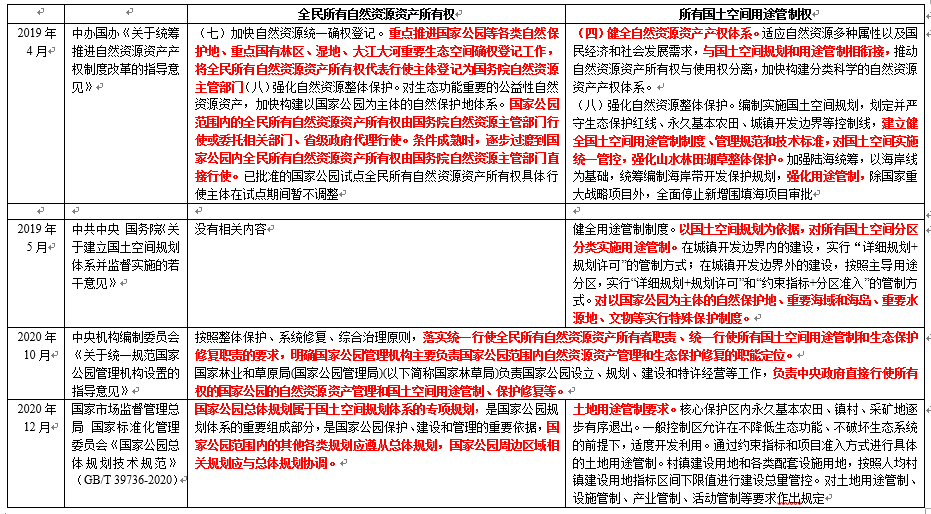 全民所有自然资源资产所有权
所有国土空间用途管制权
2019 年
4 月
中办国办《关于统筹
推进自然资源资产产
权制度改革的指导意
见》
（七）加快自然资源统一确权登记。重点推进国家公园等各类自然保
护地、重点国有林区、湿地、大江大河重要生态空间确权登记工作，
将全民所有自然资源资产所有权代表行使主体登记为国务院自然资源
主管部门（八）强化自然资源整体保护。对生态功能重要的公益性自然
资源资产，加快构建以国家公园为主体的自然保护地体系。国家公园
范围内的全民所有自然资源资产所有权由国务院自然资源主管部门行
使或委托相关部门、省级政府代理行使。条件成熟时，逐步过渡到国
家公园内全民所有自然资源资产所有权由国务院自然资源主管部门直
接行使。已批准的国家公园试点全民所有自然资源资产所有权具体行
使主体在试点期间暂不调整
（四）健全自然资源资产产权体系。适应自然资源多种属性以及国
民经济和社会发展需求，与国土空间规划和用途管制相衔接，推动
自然资源资产所有权与使用权分离，加快构建分类科学的自然资源
资产产权体系。
（八）强化自然资源整体保护。编制实施国土空间规划，划定并严
守生态保护红线、永久基本农田、城镇开发边界等控制线，建立健
全国土空间用途管制制度、管理规范和技术标准，对国土空间实施
统一管控，强化山水林田湖草整体保护。加强陆海统筹，以海岸线
为基础，统筹编制海岸带开发保护规划，强化用途管制，除国家重
大战略项目外，全面停止新增围填海项目审批
2019 年
5 月
中共中央 国务院《关
于建立国土空间规划
体系并监督实施的若
干意见》
没有相关内容
健全用途管制制度。以国土空间规划为依据，对所有国土空间分区
分类实施用途管制。在城镇开发边界内的建设，实行“详细规划+
规划许可”的管制方式；在城镇开发边界外的建设，按照主导用途
分区，实行“详细规划+规划许可”和“约束指标+分区准入”的管制方
式。对以国家公园为主体的自然保护地、重要海域和海岛、重要水
源地、文物等实行特殊保护制度。
2020 年
10 月
中央机构编制委员会
《关于统一规范国家
公园管理机构设置的
指导意见》
按照整体保护、系统修复、综合治理原则，落实统一行使全民所有自然资源资产所有者职责、统一行使所有国土空间用途管制和生态保护
修复职责的要求，明确国家公园管理机构主要负责国家公园范围内自然资源资产管理和生态保护修复的职能定位。
国家林业和草原局(国家公园管理局)(以下简称国家林草局)负责国家公园设立、规划、建设和特许经营等工作，负责中央政府直接行使所有
权的国家公园的自然资源资产管理和国土空间用途管制、保护修复等。
2020 年
12 月
国家市场监督管理总
局 国家标准化管理
委员会《国家公园总
体规划技术规范》
（GB/T 39736-2020）
国家公园总体规划属于国土空间规划体系的专项规划，是国家公园规
划体系的重要组成部分，是国家公园保护、建设和管理的重要依据，国
家公园范围内的其他各类规划应遵从总体规划，国家公园周边区域相
关规划应与总体规划协调。
土地用途管制要求。核心保护区内永久基本农田、镇村、采矿地逐
步有序退出。一般控制区允许在不降低生态功能、不破坏生态系统
的前提下，适度开发利用。通过约束指标和项目准入方式进行具体
的土地用途管制。村镇建设用地和各类配套设施用地，按照人均村
镇建设用地指标区间下限值进行建设总量管控。对土地用途管制、
设施管制、产业管制、活动管制等要求作出规定